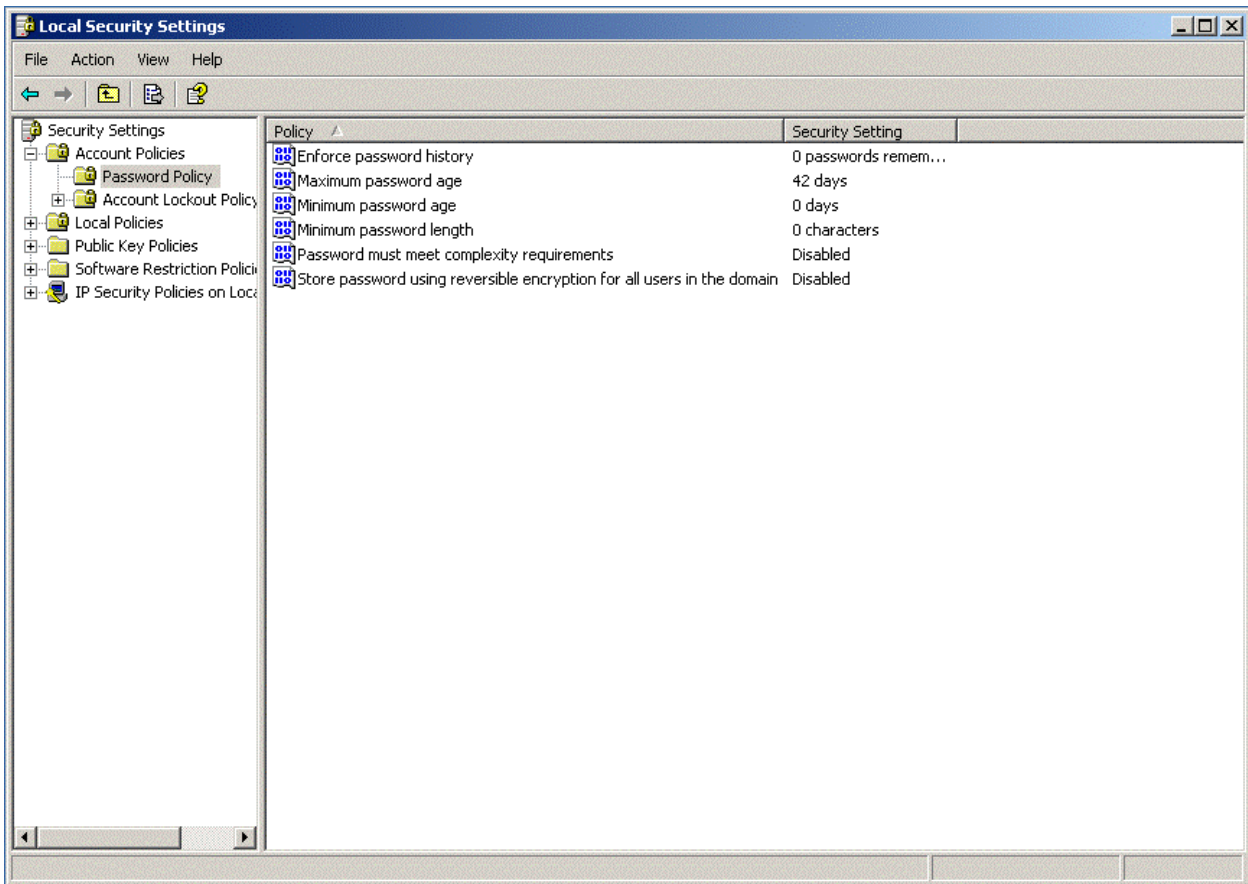 Local Security Settings
File Action View Help
Security Settings
Account Policies
Password Policy
Account Lockout Policy
Local Policies
Public Key Policies
Software Restriction Polici
IP Security Policies on Loca
Policy Security Setting
Enforce password history 0 passwords remem...
Maximum password age 42 days
Minimum password age 0 days
Minimum password length 0 characters
Password must meet complexity requirements Disabled
Store password using reversible encryption for all users in the domain Disabled